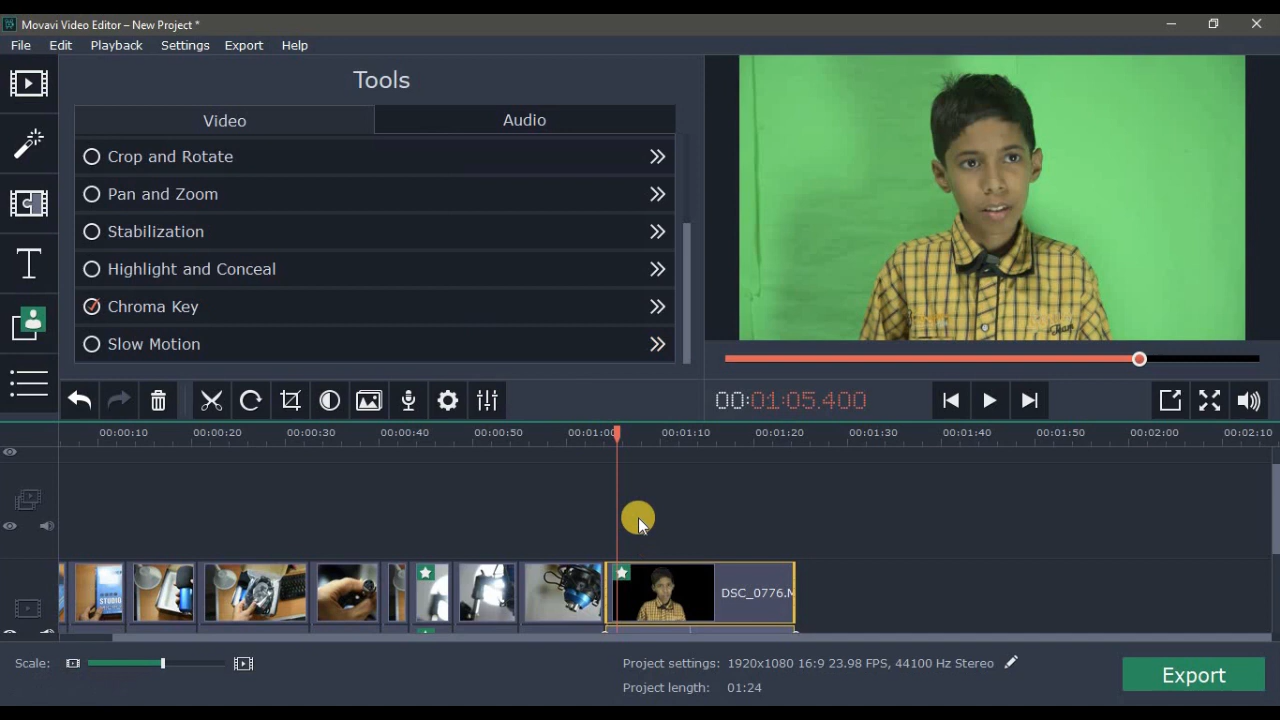 Movavi Video Editor – New Project *
File Edit Playback Settings Export Help
Tools
Video Audio
Crop and Rotate
Pan and Zoom
Stabilization
Highlight and Conceal
Chroma Key
Slow Motion
00:01:05.400
00:00:10 00:00:20 00:00:30 00:00:40 00:00:50 00:01:00 00:01:10 00:01:20 00:01:30 00:01:40 00:01:50 00:02:00 00:02:10
DSC_0776.M
Scale:
Project settings: 1920x1080 16:9 23.98 FPS, 44100 Hz Stereo
Project length: 01:24
Export